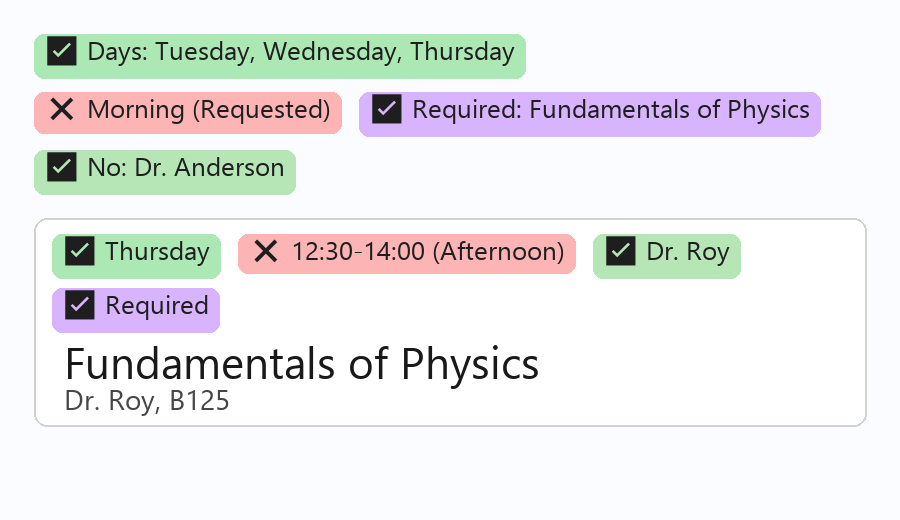 ☑ Days: Tuesday, Wednesday, Thursday
✕ Morning (Requested) ☑ Required: Fundamentals of Physics
☑ No: Dr. Anderson
☑ Thursday ✕ 12:30-14:00 (Afternoon) ☑ Dr. Roy
☑ Required
Fundamentals of Physics
Dr. Roy, B125